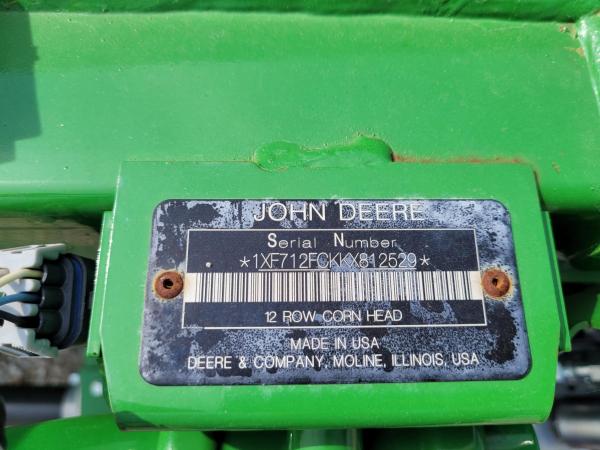 JOHN DEERE
Serial Number
*1XF712FCKKX812529*
12 ROW CORN HEAD
MADE IN USA
DEERE & COMPANY, MOLINE, ILLINOIS, USA